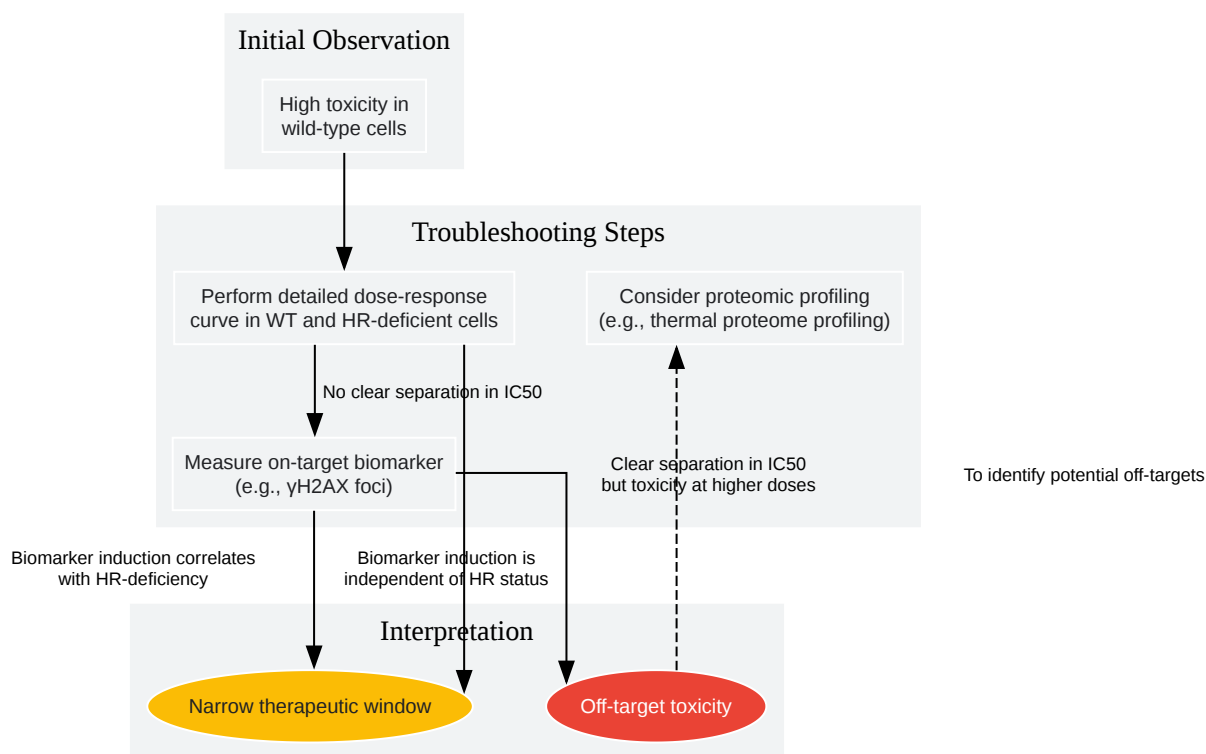 Initial Observation
High toxicity in
wild-type cells
Troubleshooting Steps
Perform detailed dose-response
curve in WT and HR-deficient cells
Consider proteomic profiling
(e.g., thermal proteome profiling)
No clear separation in IC50
Measure on-target biomarker
(e.g., γH2AX foci)
Clear separation in IC50
but toxicity at higher doses
To identify potential off-targets
Biomarker induction correlates
with HR-deficiency
Biomarker induction is
independent of HR status
Interpretation
Narrow therapeutic window
Off-target toxicity